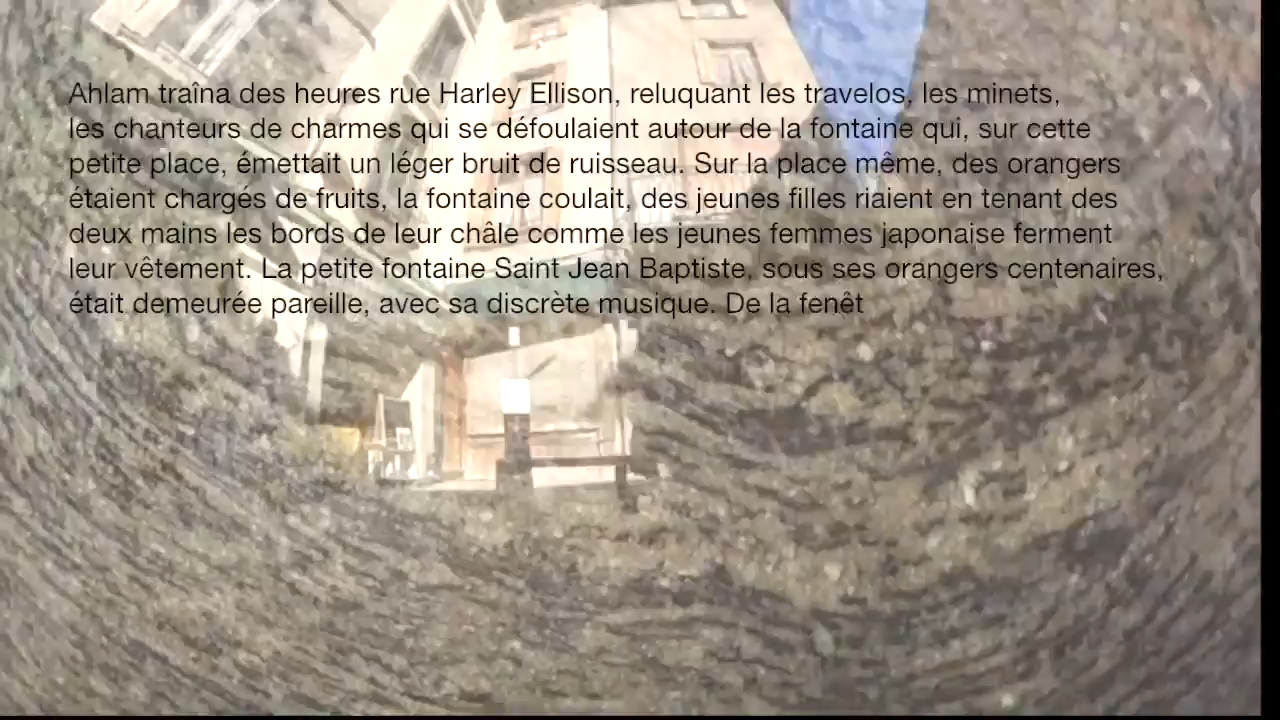 Ahlam traîna des heures rue Harley Ellison, reluquant les travelos, les minets,
les chanteurs de charmes qui se défoulaient autour de la fontaine qui, sur cette
petite place, émettait un léger bruit de ruisseau. Sur la place même, des orangers
étaient chargés de fruits, la fontaine coulait, des jeunes filles riaient en tenant des
deux mains les bords de leur châle comme les jeunes femmes japonaise ferment
leur vêtement. La petite fontaine Saint Jean Baptiste, sous ses orangers centenaires,
était demeurée pareille, avec sa discrète musique. De la fenêt